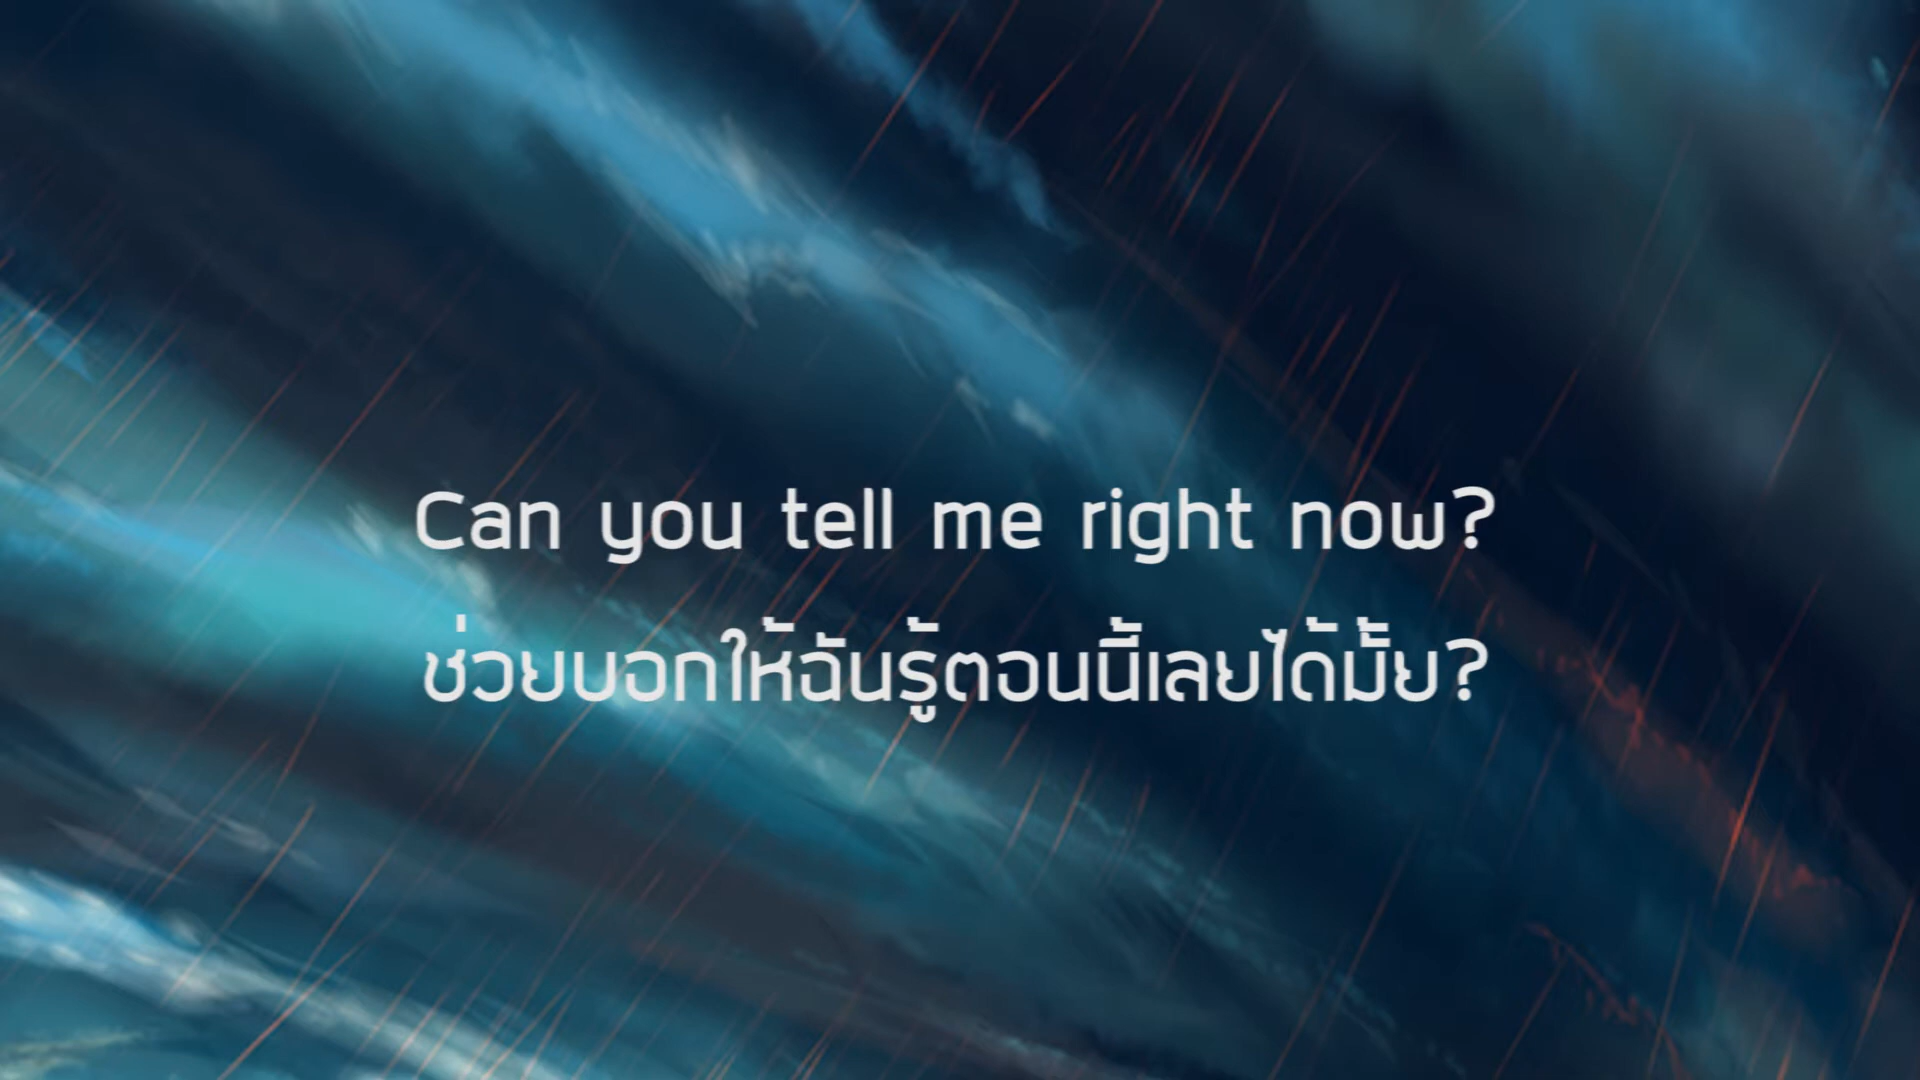 Can you tell me right now?
ช่วยบอกให้ฉันรู้ตอนนี้เลยได้มั้ย?